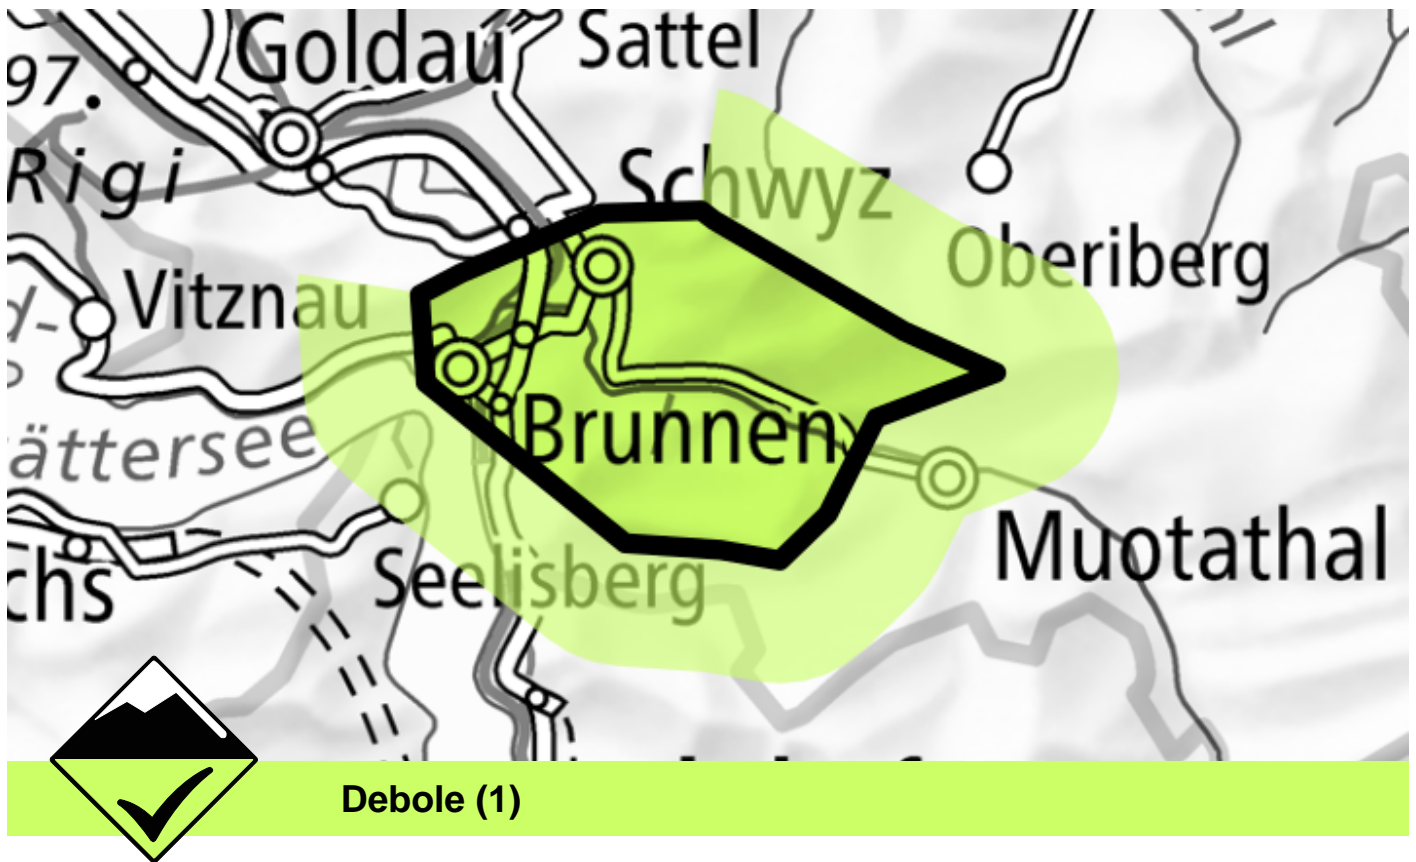 Goldau
Sattel
97.
Rigi
Schwyz
Oberiberg
Vitznau
d-
ättersee
Brunnen
Muotathal
chs
Seelisberg
Debole (1)